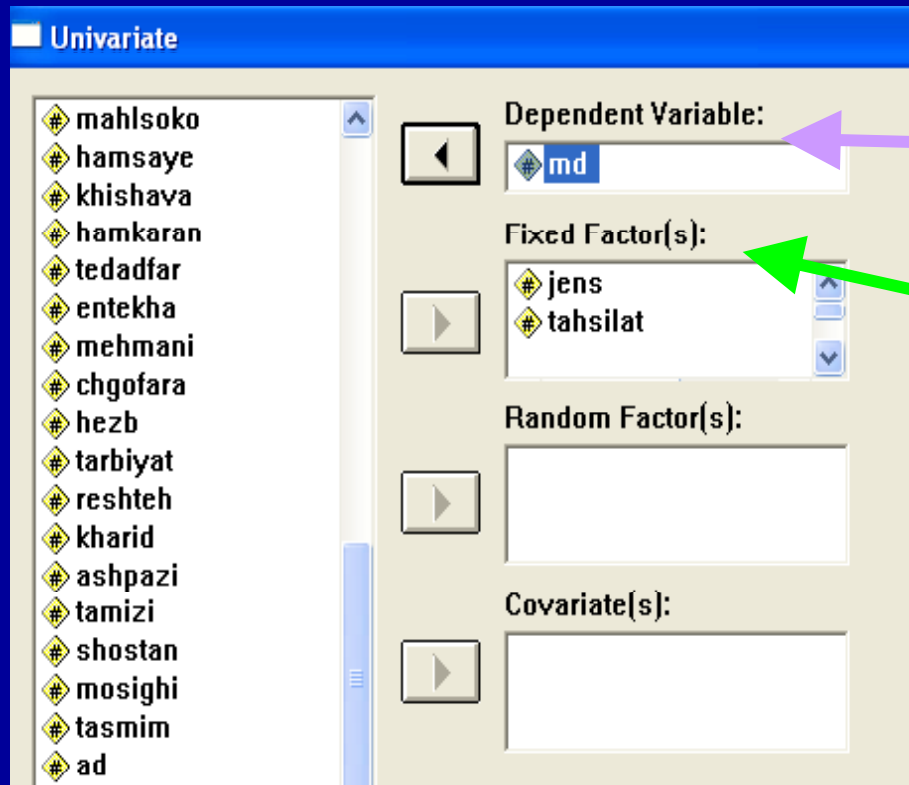 Univariate
mahlsoko
hamsaye
khishava
hamkaran
tedadfar
entekha
mehmani
chgofara
hezb
tarbiyat
reshteh
kharid
ashpazi
tamizi
shostan
mosighi
tasmim
ad
Dependent Variable:
md
Fixed Factor(s):
jens
tahsilat
Random Factor(s):
Covariate(s):